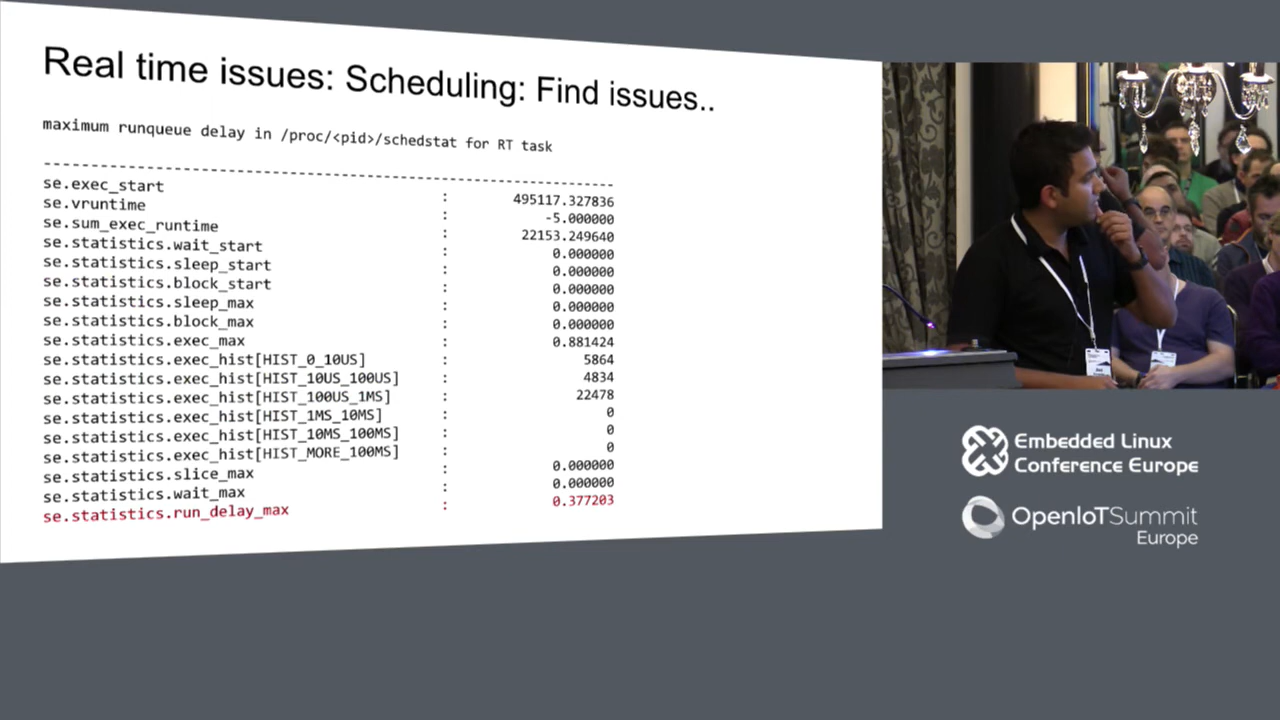 Real time issues: Scheduling: Find issues..
maximum runqueue delay in /proc/<pid>/schedstat for RT task
---------------------------------------------------------------
se.exec_start : 495117.327836
se.vruntime : -5.000000
se.sum_exec_runtime : 22153.249640
se.statistics.wait_start : 0.000000
se.statistics.sleep_start : 0.000000
se.statistics.block_start : 0.000000
se.statistics.sleep_max : 0.000000
se.statistics.block_max : 0.000000
se.statistics.exec_max : 0.881424
se.statistics.exec_hist[HIST_0_10US] : 5864
se.statistics.exec_hist[HIST_10US_100US] : 4834
se.statistics.exec_hist[HIST_100US_1MS] : 22478
se.statistics.exec_hist[HIST_1MS_10MS] : 0
se.statistics.exec_hist[HIST_10MS_100MS] : 0
se.statistics.exec_hist[HIST_MORE_100MS] : 0
se.statistics.slice_max : 0.000000
se.statistics.wait_max : 0.000000
se.statistics.run_delay_max : 0.377203
Embedded Linux
Conference Europe
OpenIoTSummit
Europe